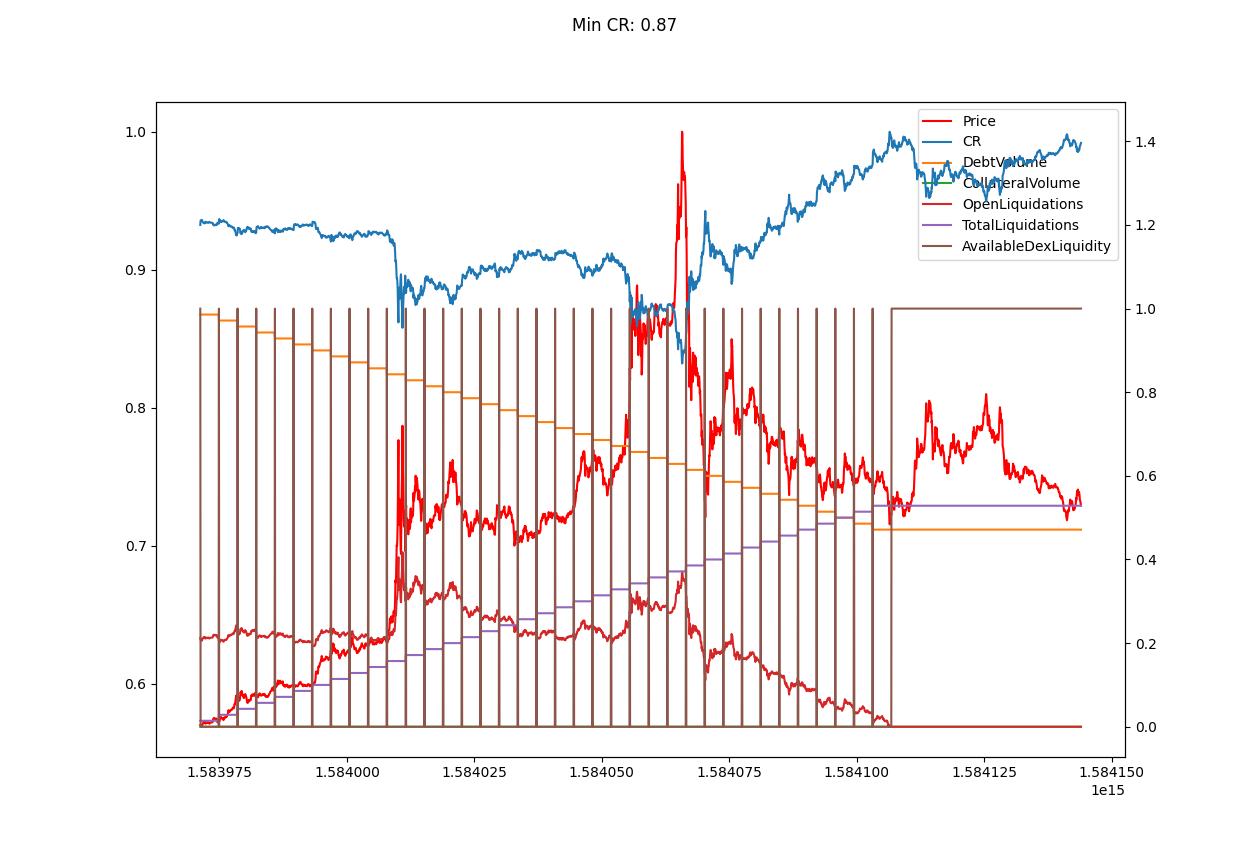 Min CR: 0.87
1.0
0.9
0.8
0.7
0.6
1.4
1.2
1.0
0.8
0.6
0.4
0.2
0.0
Price
CR
DebtVolume
CollateralVolume
OpenLiquidations
TotalLiquidations
AvailableDexLiquidity
1.583975
1.584000
1.584025
1.584050
1.584075
1.584100
1.584125
1.584150
1e15